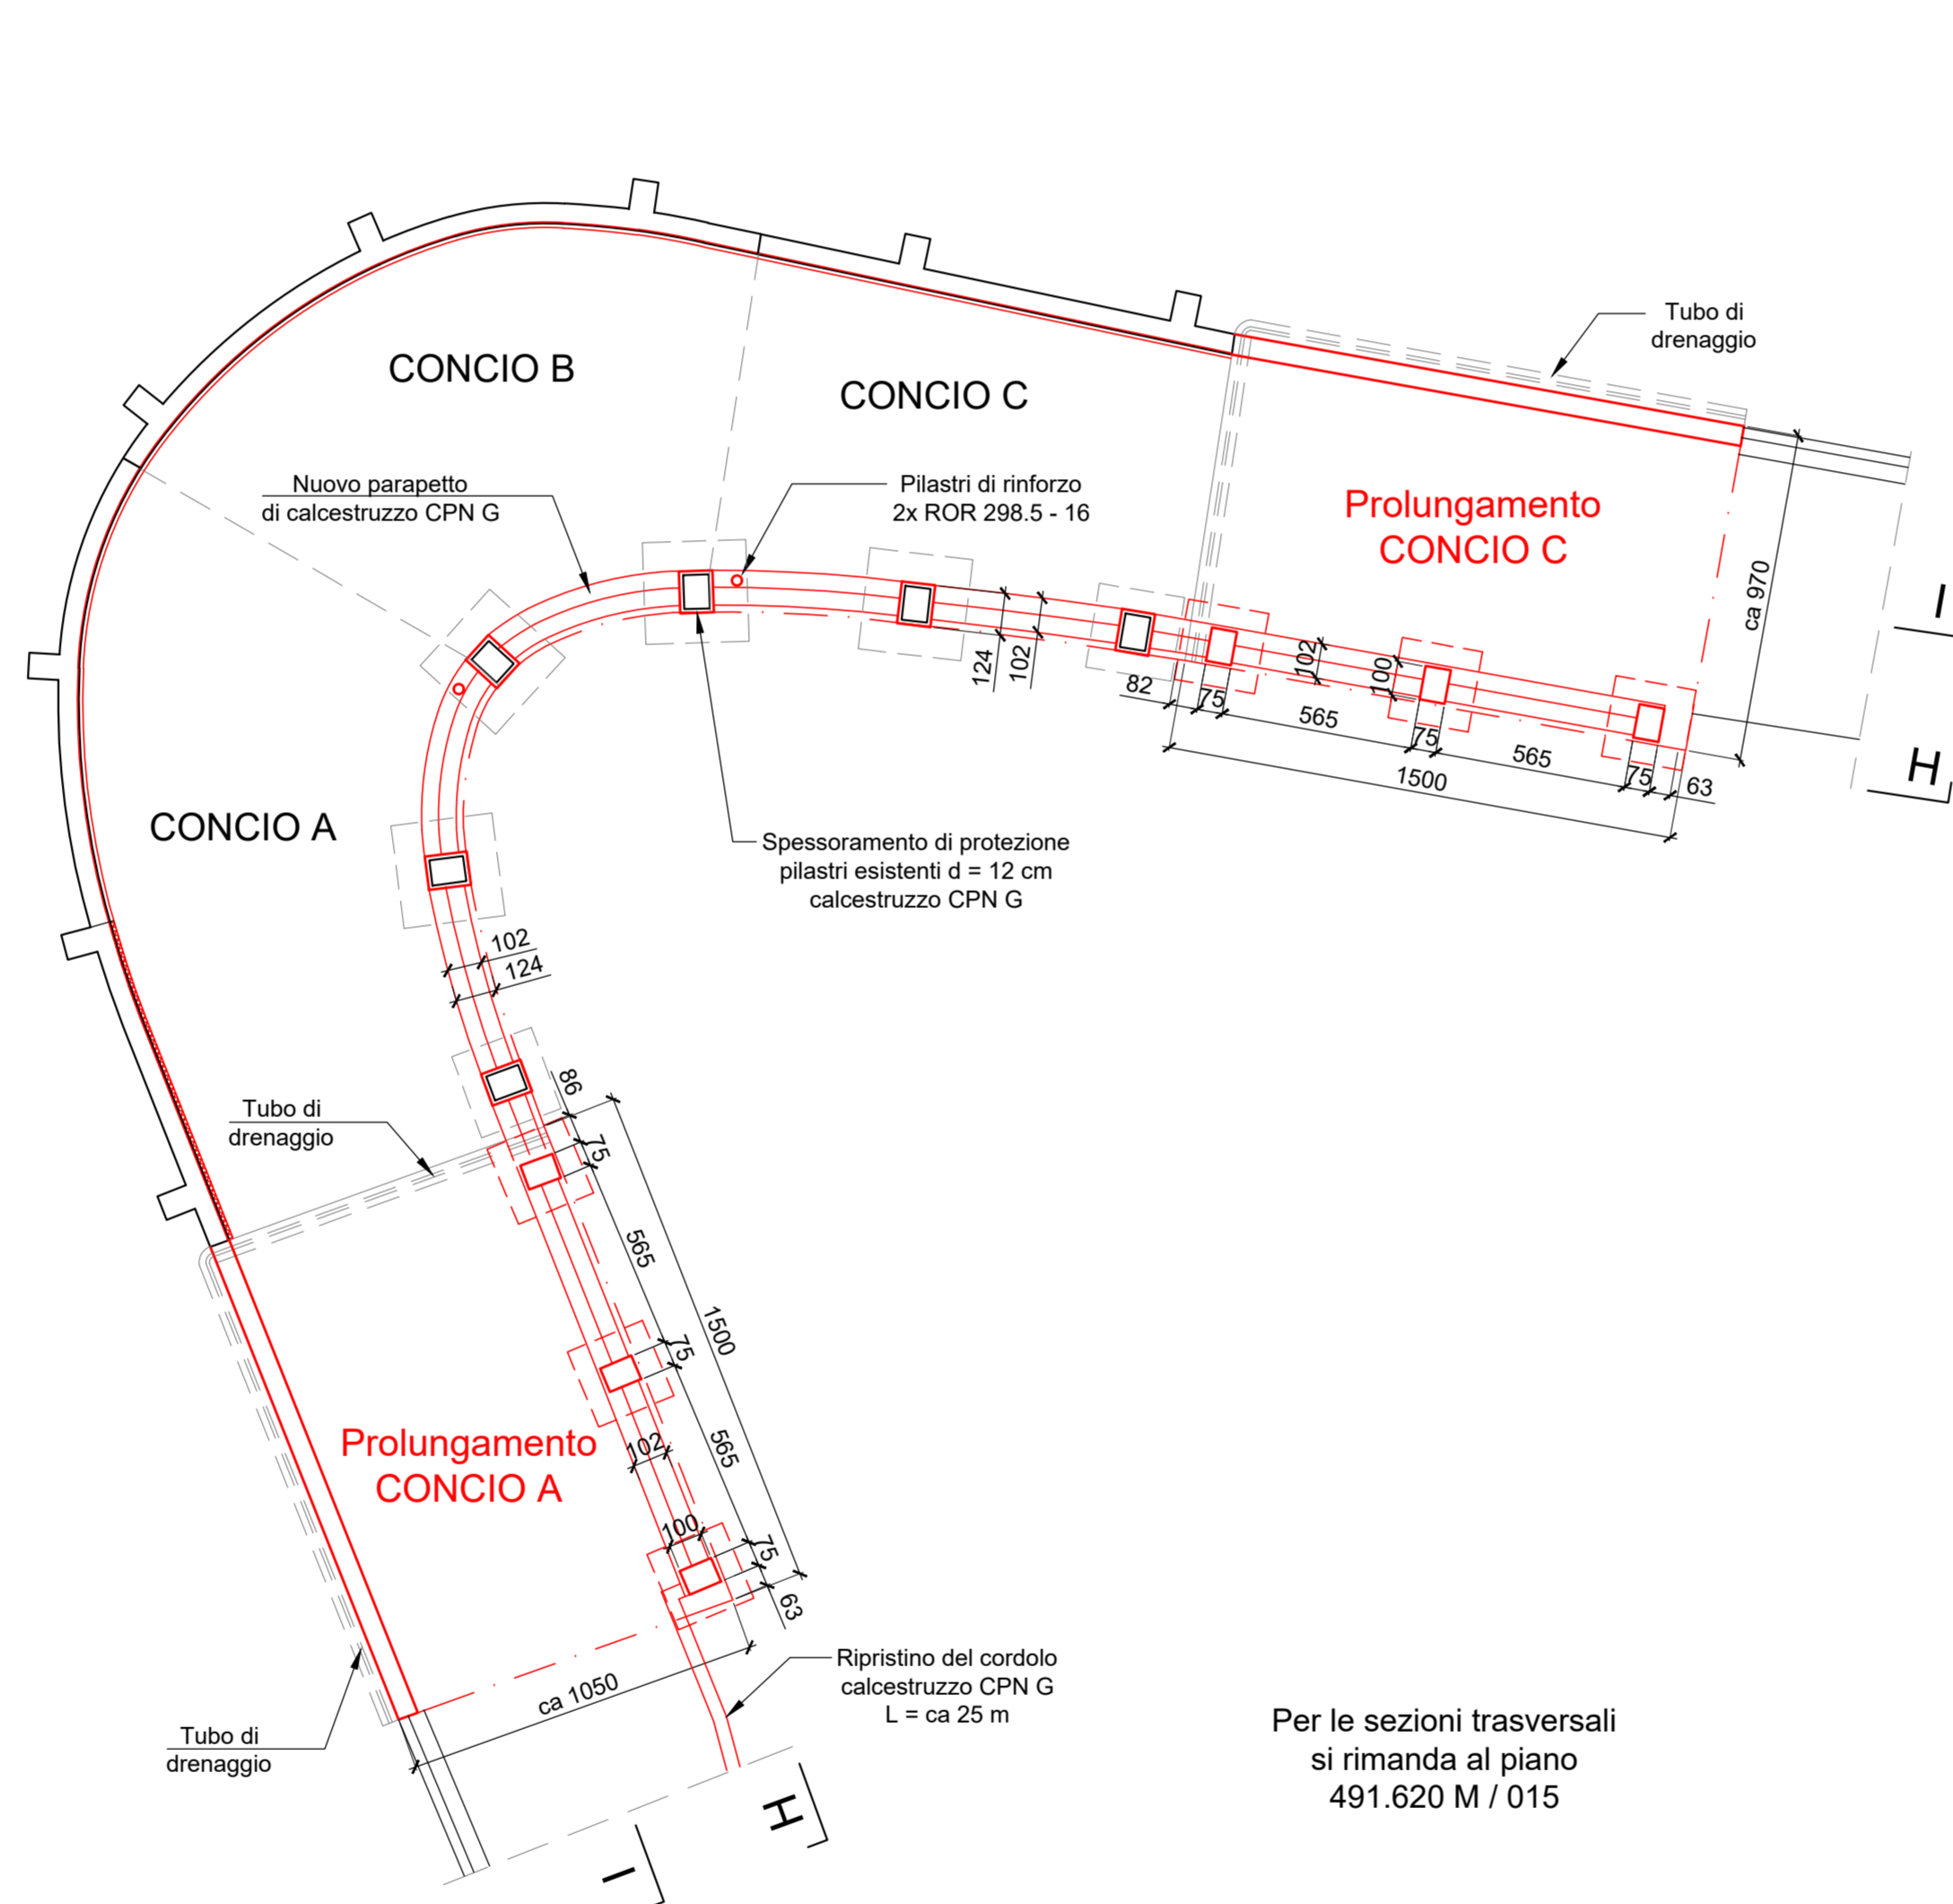 Tubo di
drenaggio
CONCIO B
CONCIO C
Nuovo parapetto
di calcestruzzo CPN G
Pilastri di rinforzo
2x ROR 298.5 - 16
Prolungamento
CONCIO C
ca 970
I
H
124
102
82
75
565
102
100
75
565
75
63
1500
CONCIO A
Spessoramento di protezione
pilastri esistenti d = 12 cm
calcestruzzo CPN G
102
124
86
75
565
75
565
1500
102
100
75
63
Tubo di
drenaggio
Prolungamento
CONCIO A
ca 1050
Ripristino del cordolo
calcestruzzo CPN G
L = ca 25 m
Tubo di
drenaggio
H
I
Per le sezioni trasversali
si rimanda al piano
491.620 M / 015